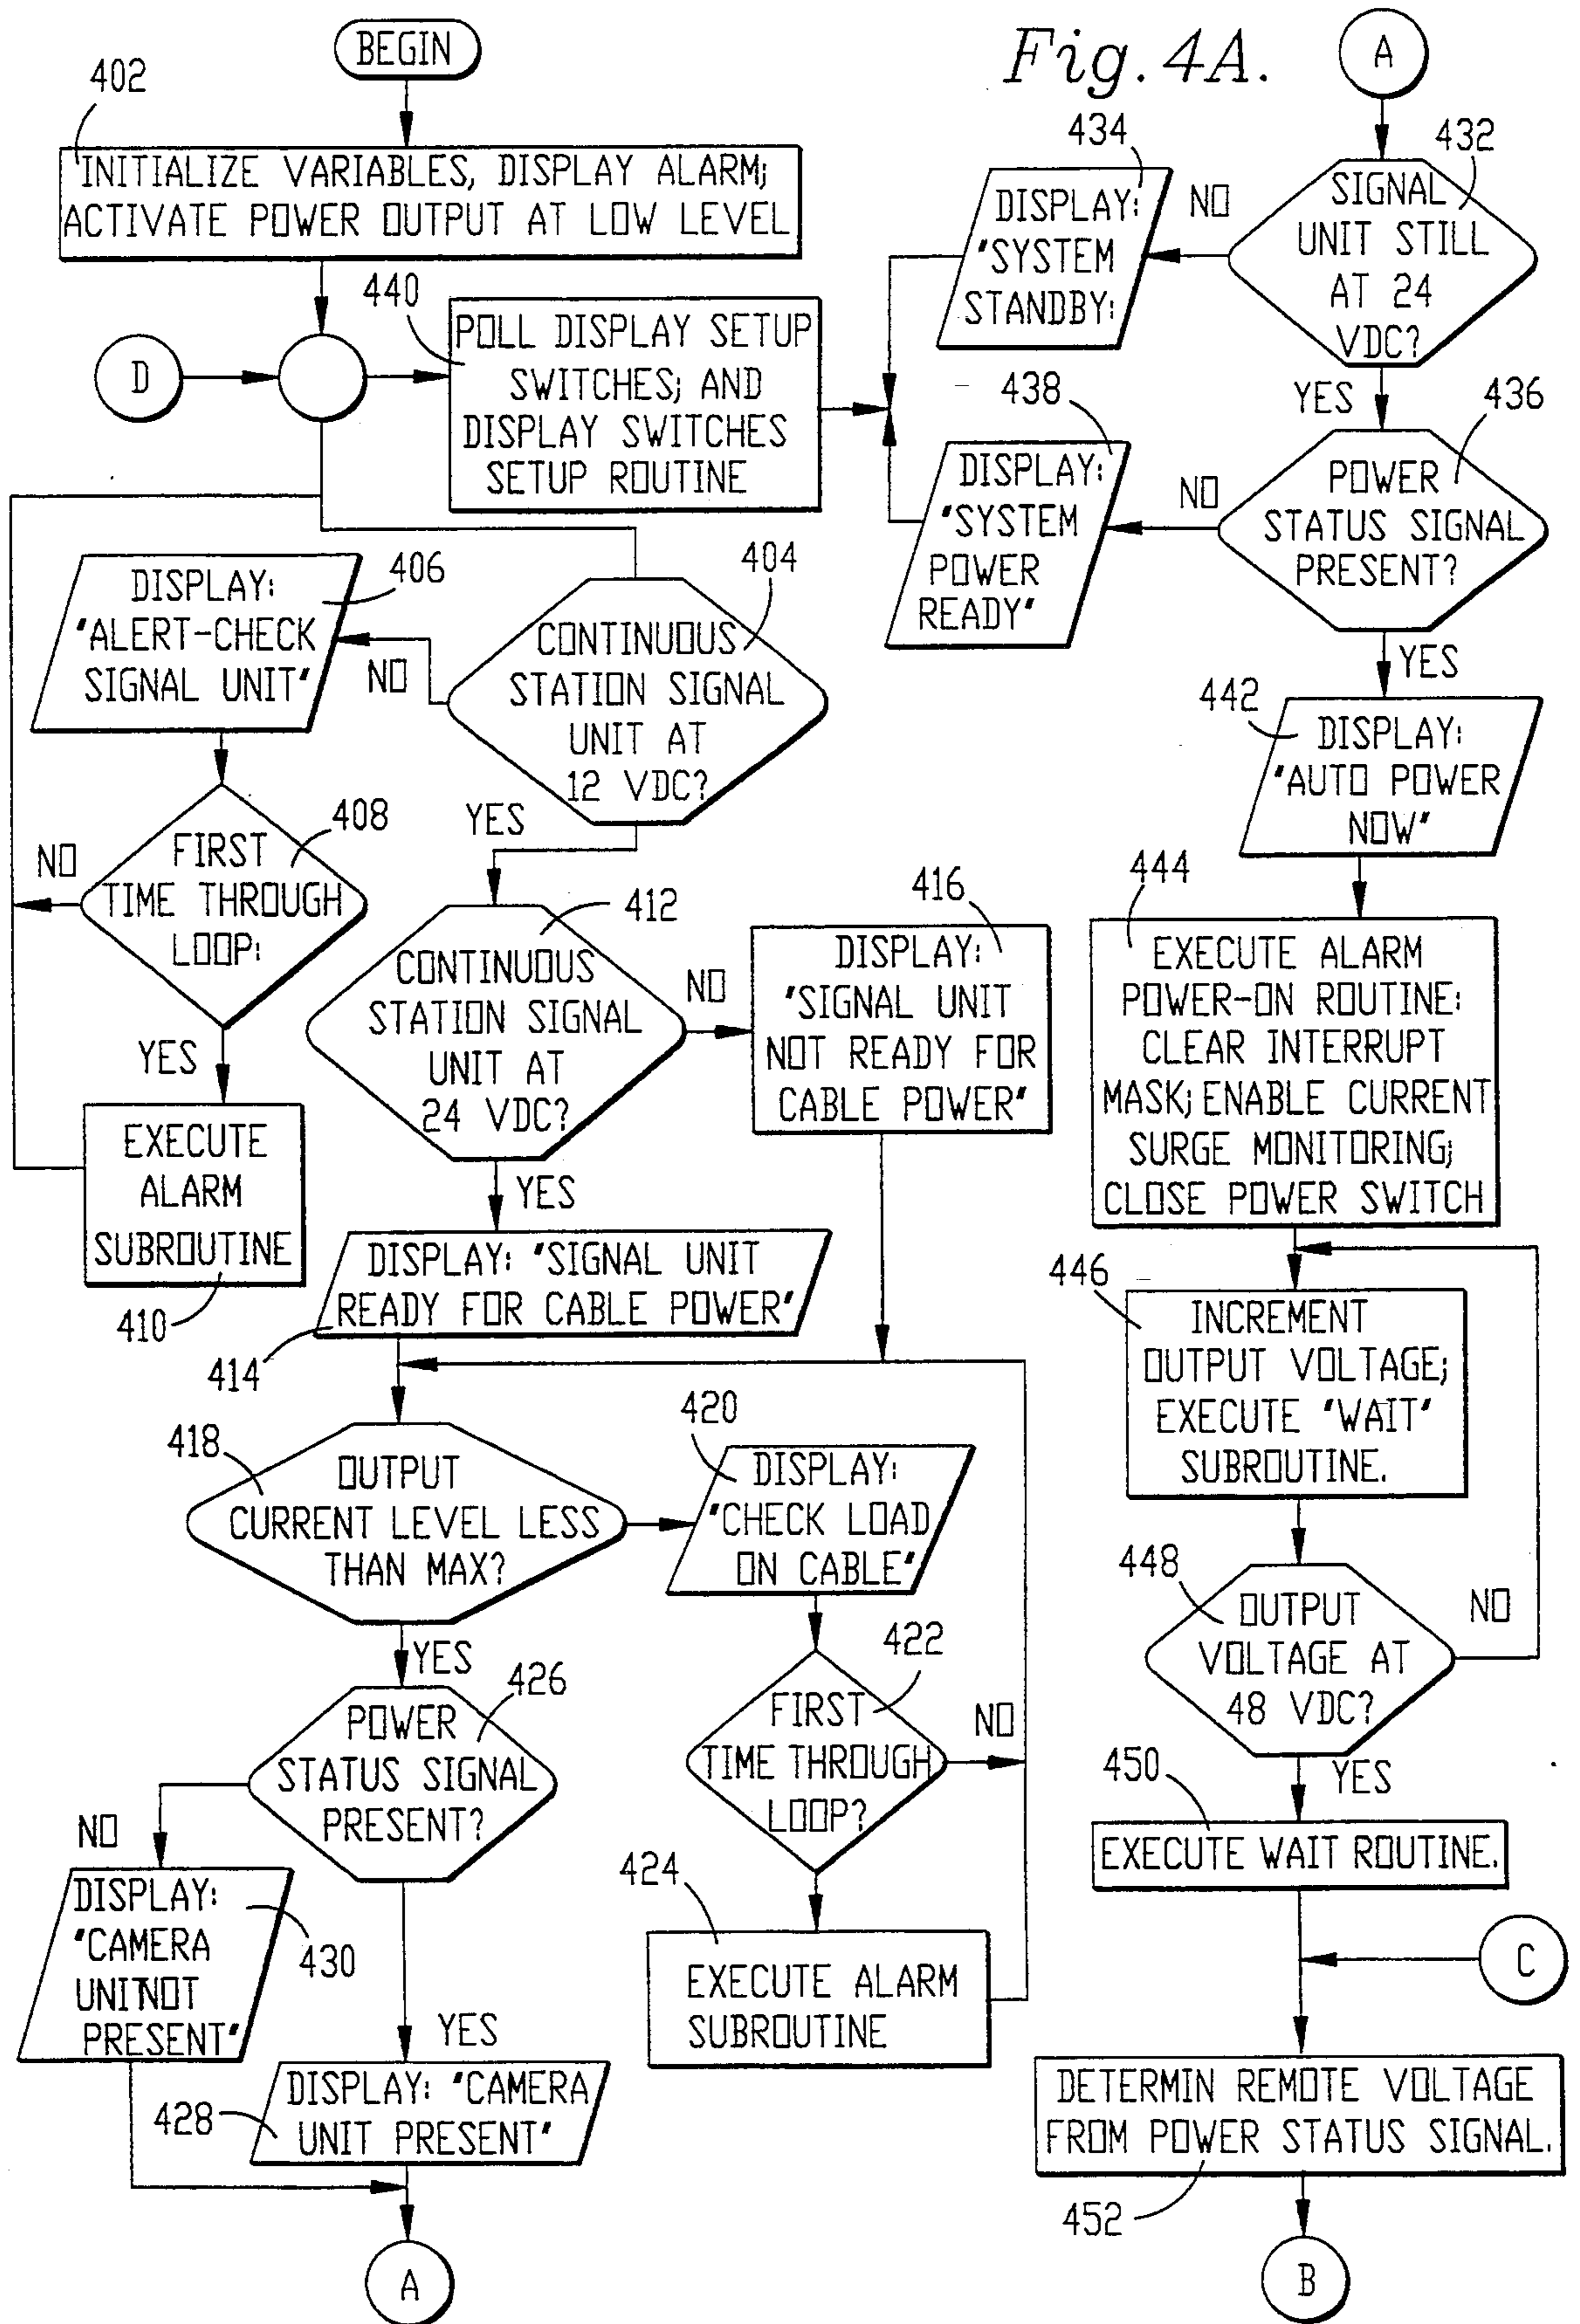 Fig. 4A.
BEGIN
402
INITIALIZE VARIABLES, DISPLAY ALARM;
ACTIVATE POWER OUTPUT AT LOW LEVEL
D
440
POLL DISPLAY SETUP
SWITCHES; AND
DISPLAY SWITCHES
SETUP ROUTINE
404
CONTINUOUS
STATION SIGNAL
UNIT AT
12 VDC?
NO
YES
406
DISPLAY:
"ALERT-CHECK
SIGNAL UNIT"
408
FIRST
TIME THROUGH
LOOP:
NO
YES
EXECUTE
ALARM
SUBROUTINE
410
412
CONTINUOUS
STATION SIGNAL
UNIT AT
24 VDC?
NO
YES
416
DISPLAY:
"SIGNAL UNIT
NOT READY FOR
CABLE POWER"
DISPLAY: "SIGNAL UNIT
READY FOR CABLE POWER"
414
418
OUTPUT
CURRENT LEVEL LESS
THAN MAX?
YES
420
DISPLAY:
"CHECK LOAD
ON CABLE"
422
FIRST
TIME THROUGH
LOOP?
NO
424
EXECUTE ALARM
SUBROUTINE
426
POWER
STATUS SIGNAL
PRESENT?
NO
YES
DISPLAY:
"CAMERA
UNITNOT
PRESENT"
430
DISPLAY: "CAMERA
UNIT PRESENT"
428
A
A
432
SIGNAL
UNIT STILL
AT 24
VDC?
NO
YES
434
DISPLAY:
"SYSTEM
STANDBY:
436
POWER
STATUS SIGNAL
PRESENT?
NO
YES
438
DISPLAY:
"SYSTEM
POWER
READY"
442
DISPLAY:
"AUTO POWER
NOW"
444
EXECUTE ALARM
POWER-ON ROUTINE:
CLEAR INTERRUPT
MASK; ENABLE CURRENT
SURGE MONITORING;
CLOSE POWER SWITCH
446
INCREMENT
OUTPUT VOLTAGE;
EXECUTE "WAIT"
SUBROUTINE.
448
OUTPUT
VOLTAGE AT
48 VDC?
NO
YES
450
EXECUTE WAIT ROUTINE.
C
DETERMIN REMOTE VOLTAGE
FROM POWER STATUS SIGNAL.
452
B